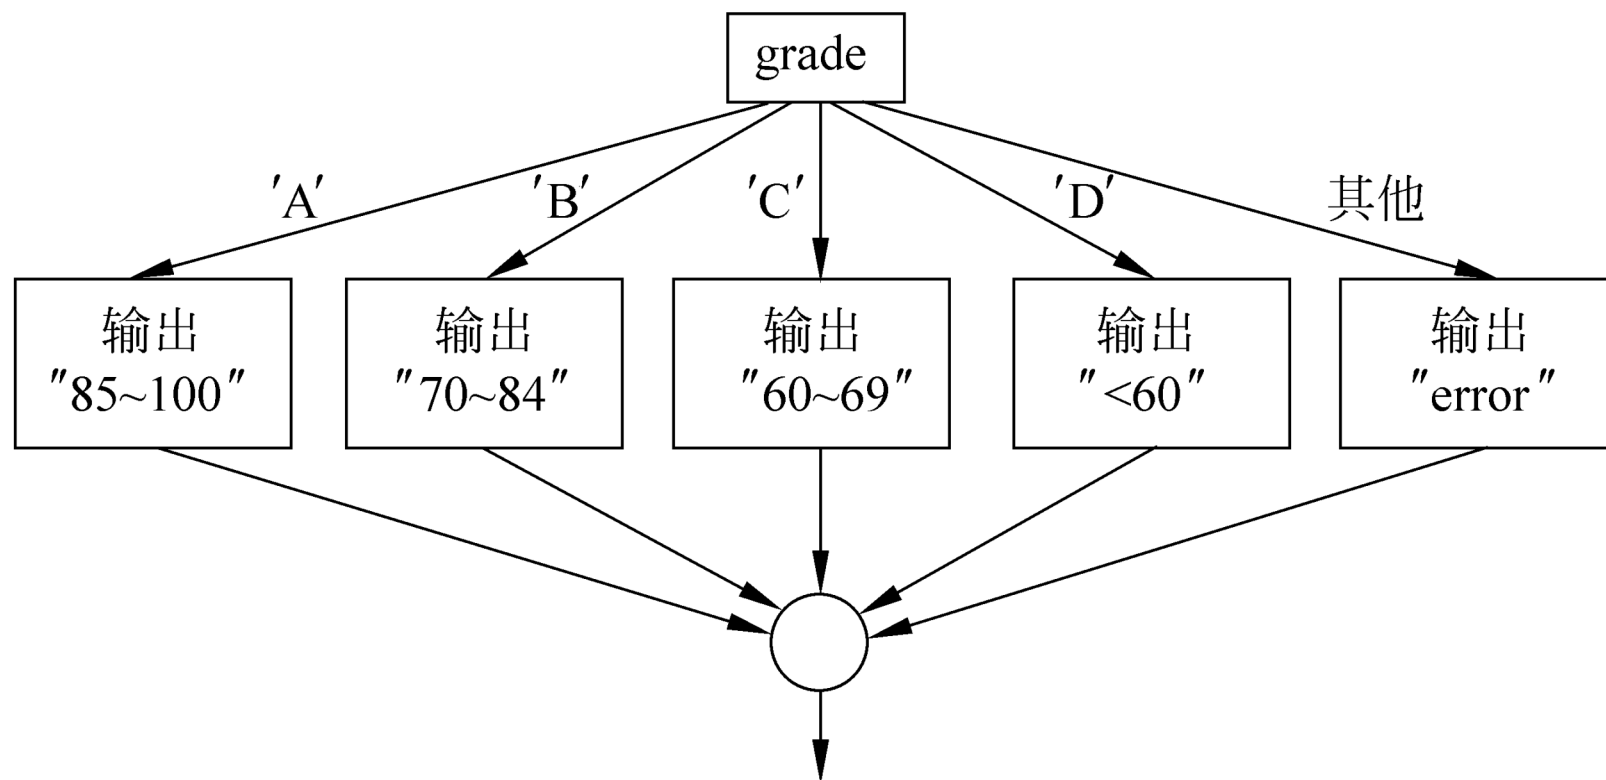 grade
'A'
'B'
'C'
'D'
其他
输出
"85~100"
输出
"70~84"
输出
"60~69"
输出
"<60"
输出
"error"